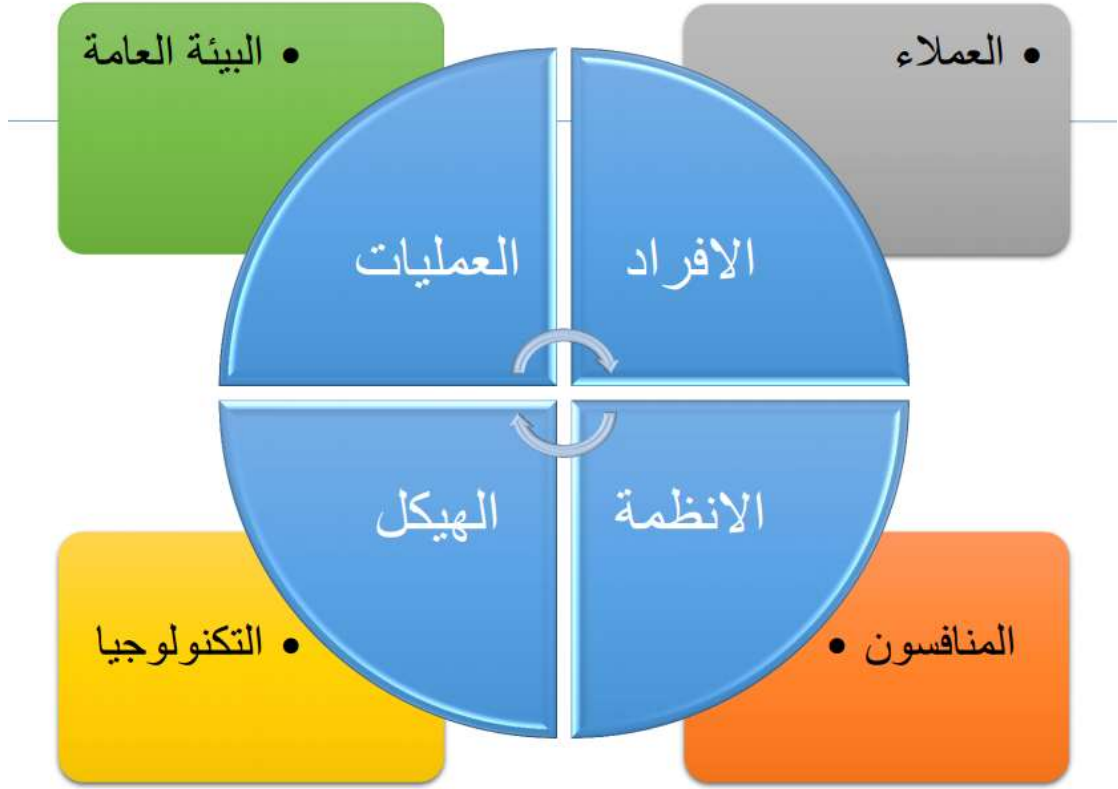 • العملاء
• البيئة العامة
الافراد
العمليات
الانظمة
الهيكل
المنافسون •
• التكنولوجيا